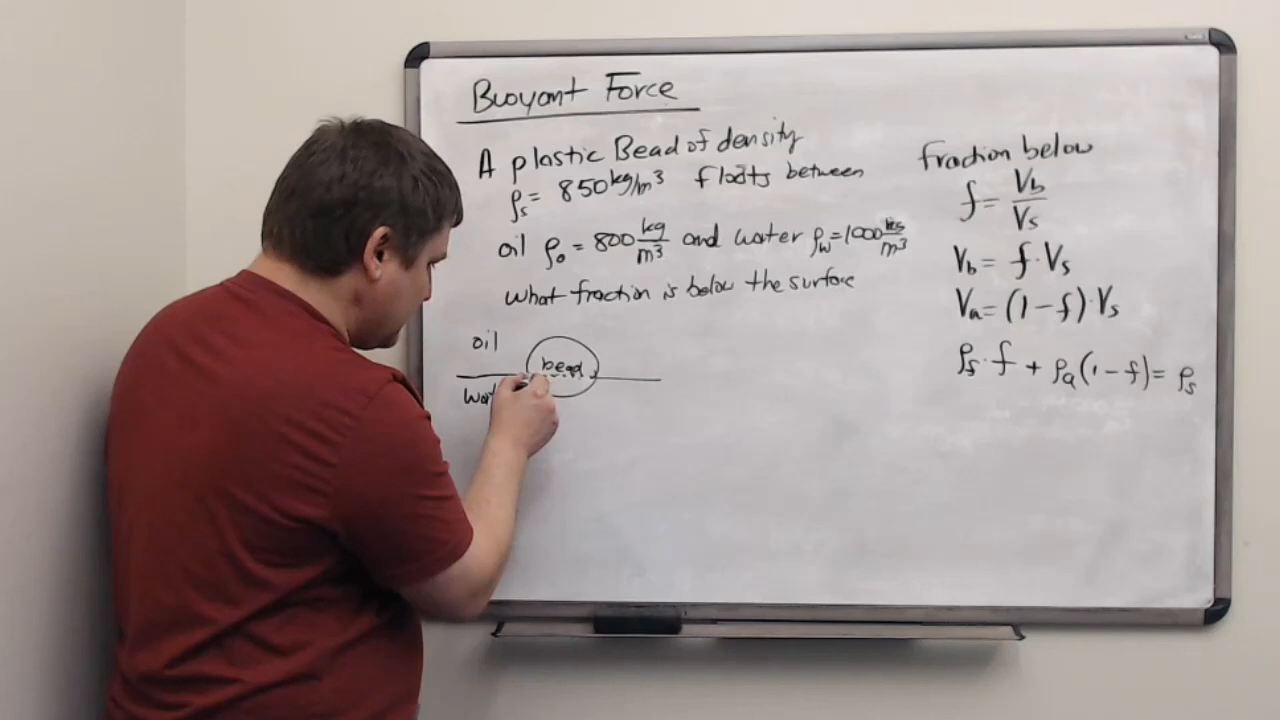 Buoyant Force
A plastic Bead of density
ρs = 850 kg/m³ floats between
oil ρo = 800 kg/m³ and water ρw = 1000 kg/m³
What fraction is below the surface
oil
bead
fraction below
f = Vb/Vs
Vb = f·Vs
Va = (1-f)·Vs
ρf·f + ρa(1-f) = ρs